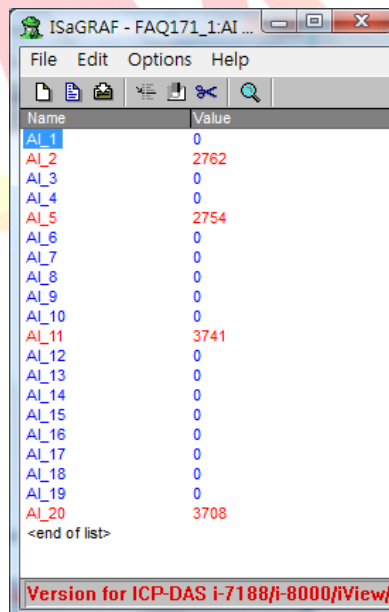 ISaGRAF - FAQ171_1:AI ...
File Edit Options Help
Name Value
AI_1 0
AI_2 2762
AI_3 0
AI_4 0
AI_5 2754
AI_6 0
AI_7 0
AI_8 0
AI_9 0
AI_10 0
AI_11 3741
AI_12 0
AI_13 0
AI_14 0
AI_15 0
AI_16 0
AI_17 0
AI_18 0
AI_19 0
AI_20 3708
<end of list>
Version for ICP-DAS i-7188/i-8000/iView/